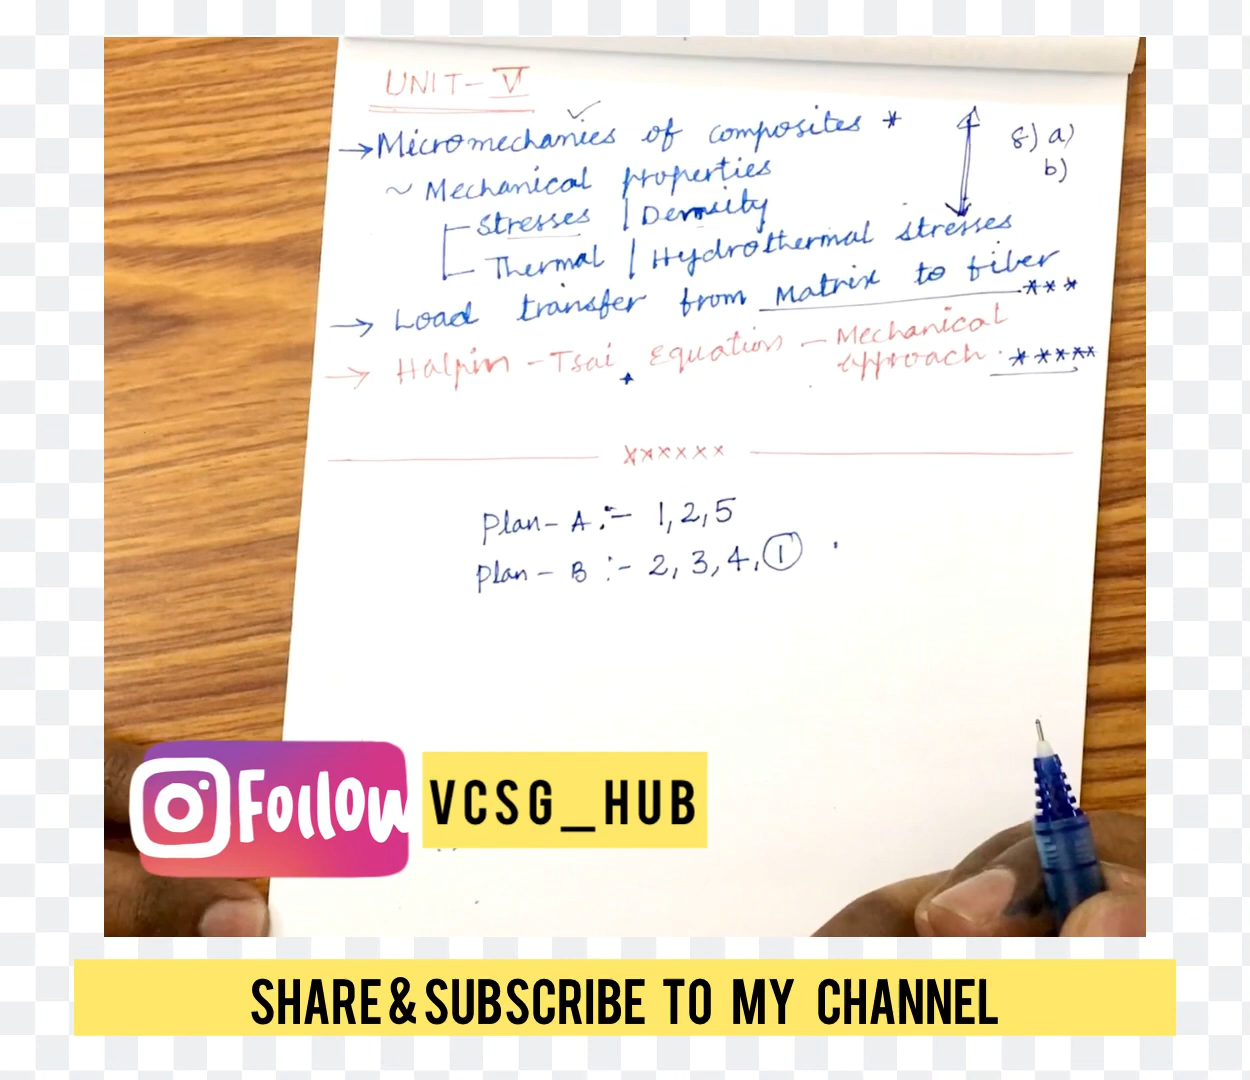 UNIT-V
→ Micromechanics of composites *
~ Mechanical properties
Stresses | Density
Thermal | Hydrothermal stresses
8) a)
b)
→ Load transfer from Matrix to fiber ***
→ Halpin-Tsai Equation - Mechanical
approach. *****
xxxxxx
Plan-A :- 1,2,5
Plan-B :- 2,3,4,1
Follow
VCSG_HUB
SHARE & SUBSCRIBE TO MY CHANNEL